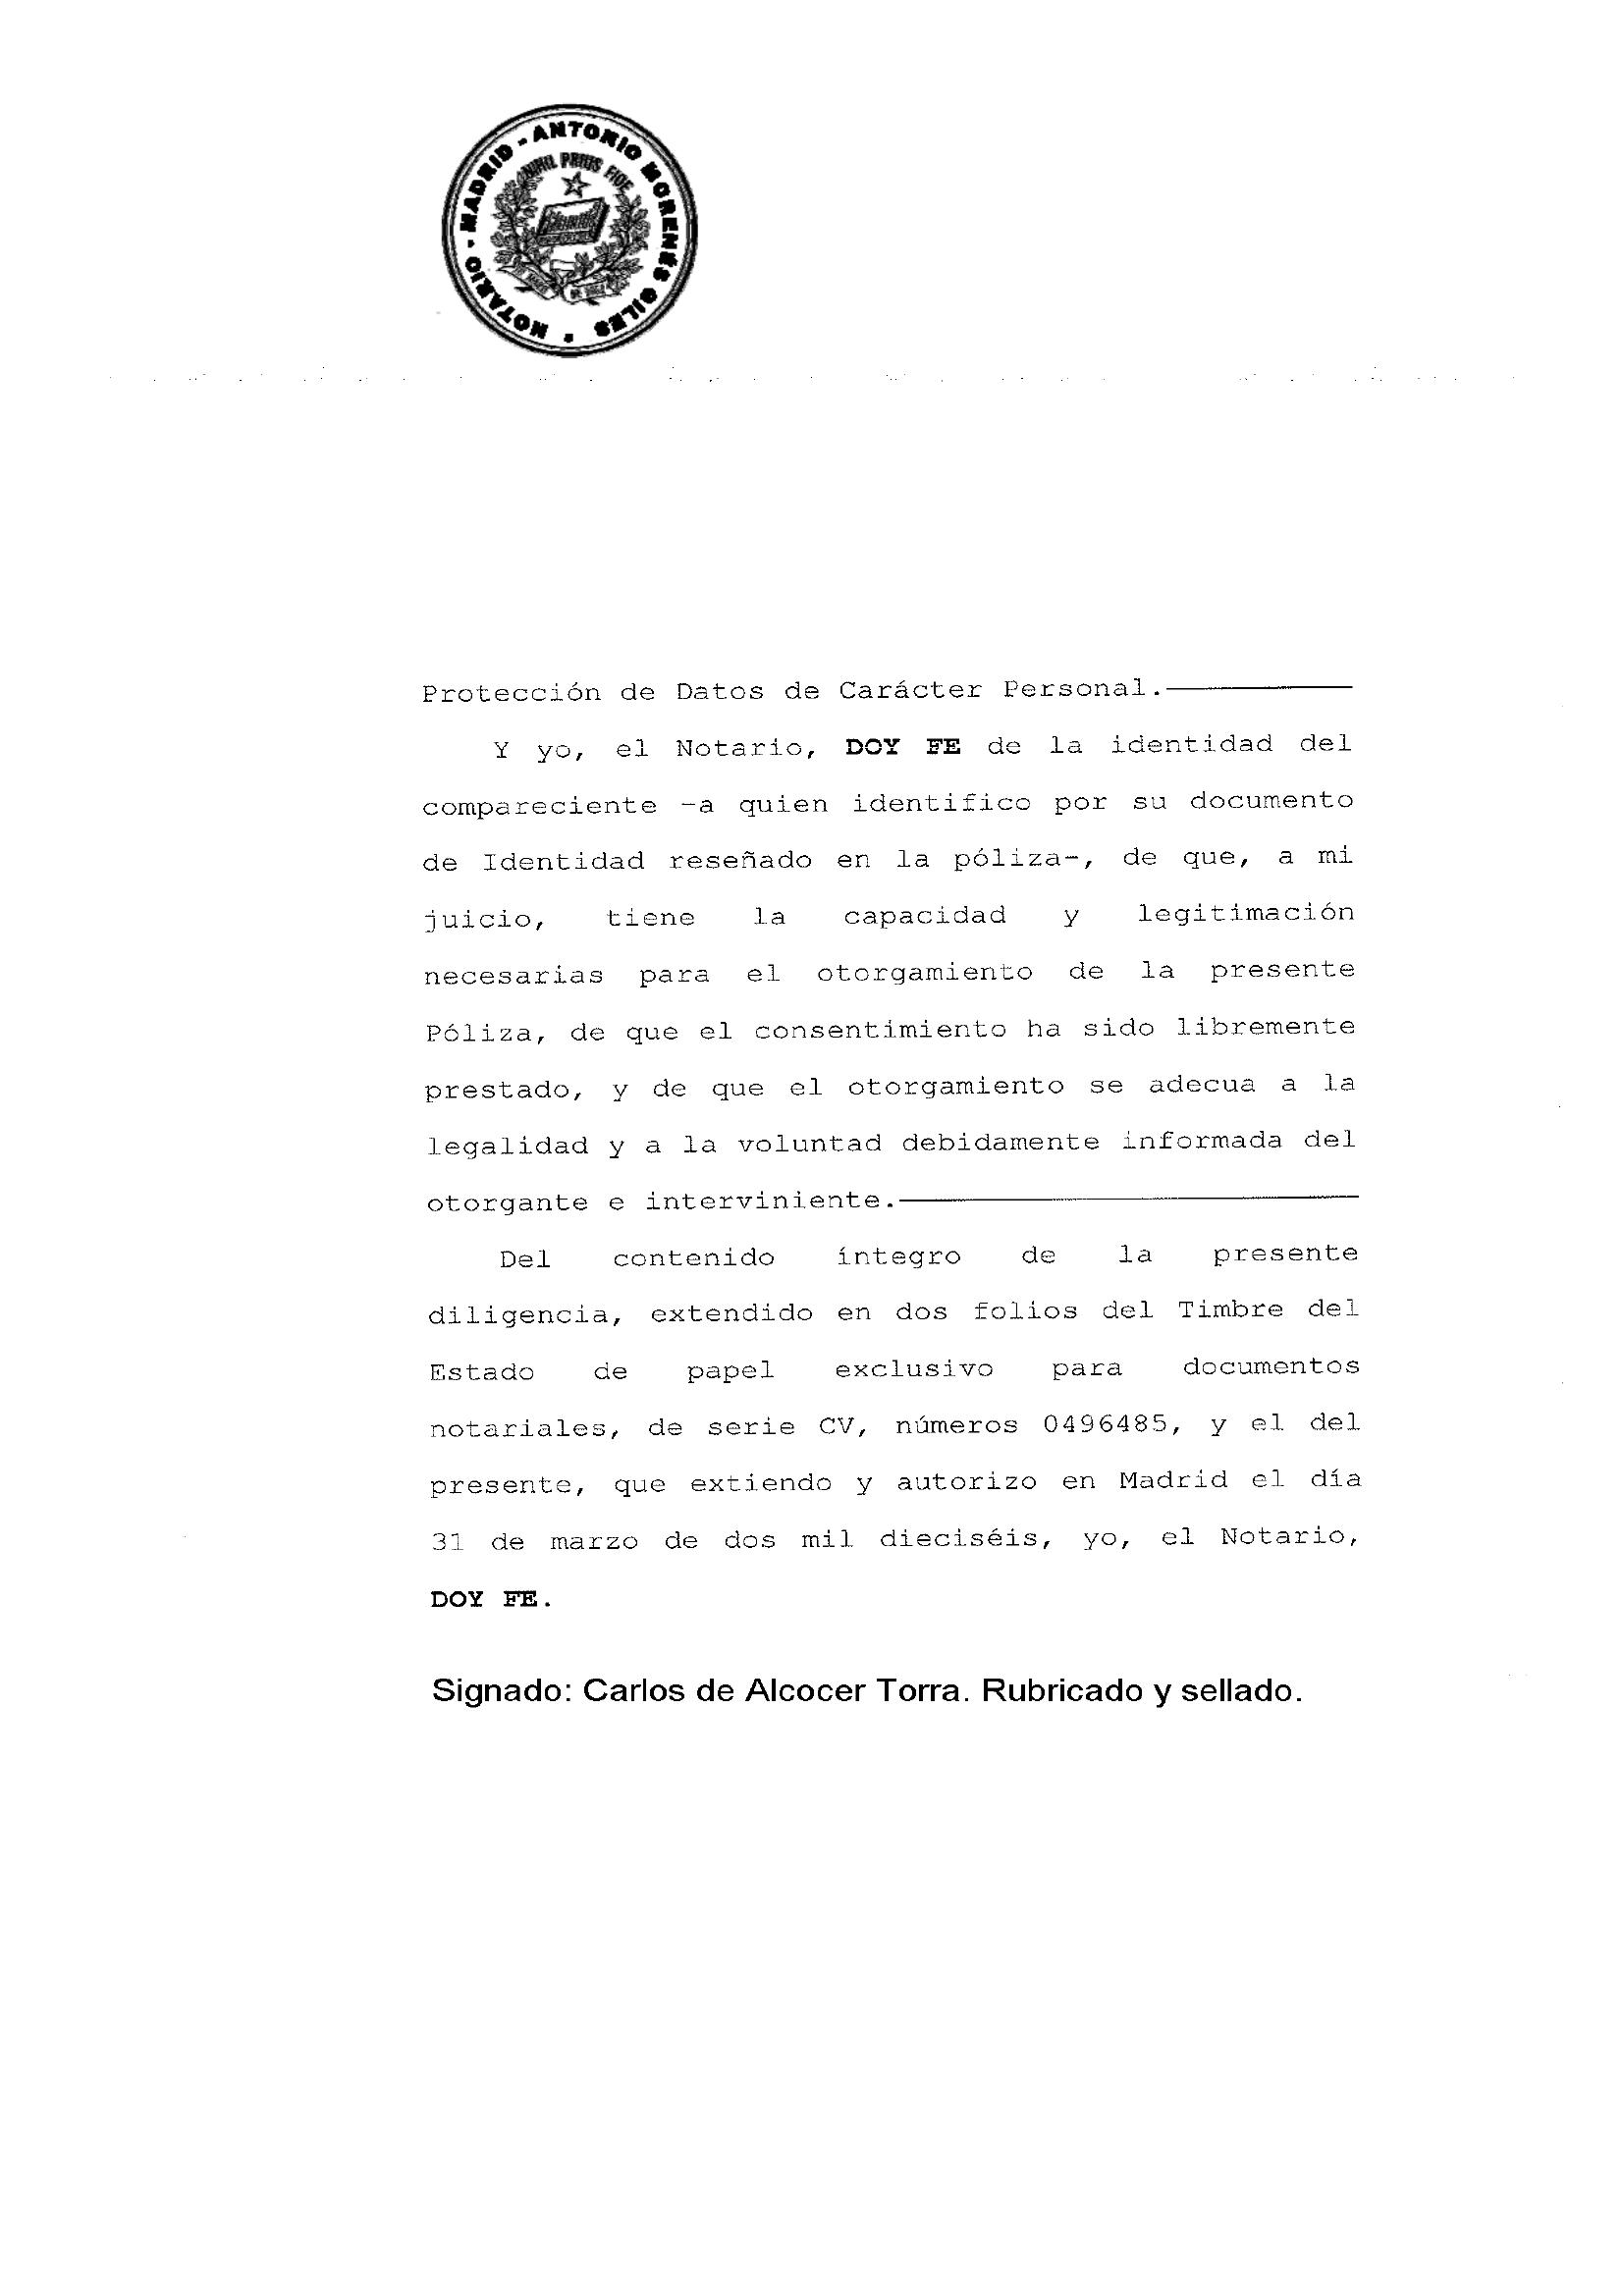 NOTARIO - MADRID - ANTONIO MORENÉS GILES
NIHIL PRIUS FIDE
Protección de Datos de Carácter Personal.
Y yo, el Notario, DOY FE de la identidad del
compareciente -a quien identifico por su documento
de Identidad reseñado en la póliza-, de que, a mi
juicio, tiene la capacidad y legitimación
necesarias para el otorgamiento de la presente
Póliza, de que el consentimiento ha sido libremente
prestado, y de que el otorgamiento se adecua a la
legalidad y a la voluntad debidamente informada del
otorgante e interviniente.
Del contenido íntegro de la presente
diligencia, extendido en dos folios del Timbre del
Estado de papel exclusivo para documentos
notariales, de serie CV, números 0496485, y el del
presente, que extiendo y autorizo en Madrid el día
31 de marzo de dos mil dieciséis, yo, el Notario,
DOY FE.
Signado: Carlos de Alcocer Torra. Rubricado y sellado.